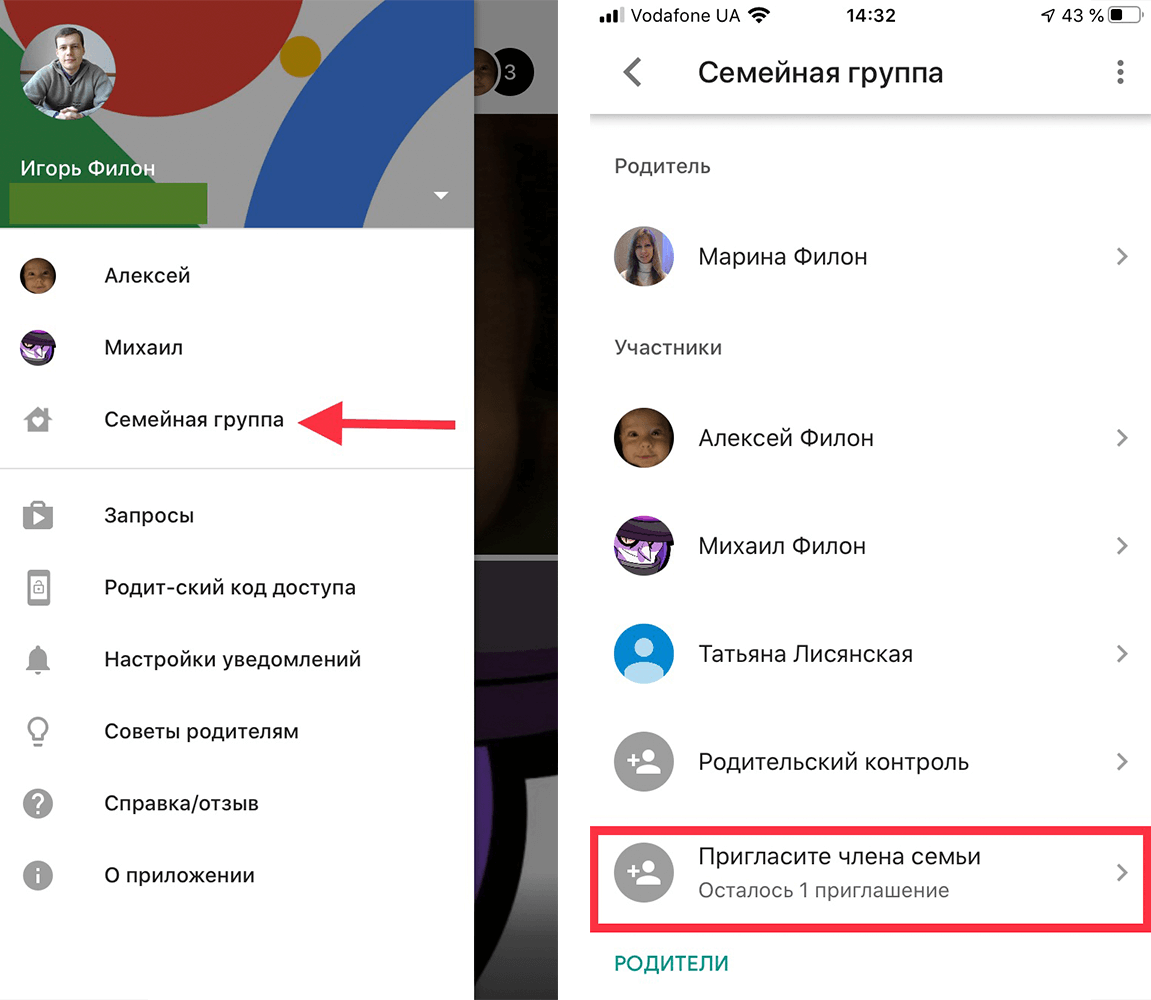 3
Игорь Филон
Алексей
Михаил
Семейная группа
Запросы
Родит-ский код доступа
Настройки уведомлений
Советы родителям
Справка/отзыв
О приложении
Vodafone UA 14:32 43 %
Семейная группа
Родитель
Марина Филон
Участники
Алексей Филон
Михаил Филон
Татьяна Лисянская
Родительский контроль
Пригласите члена семьи
Осталось 1 приглашение
РОДИТЕЛИ